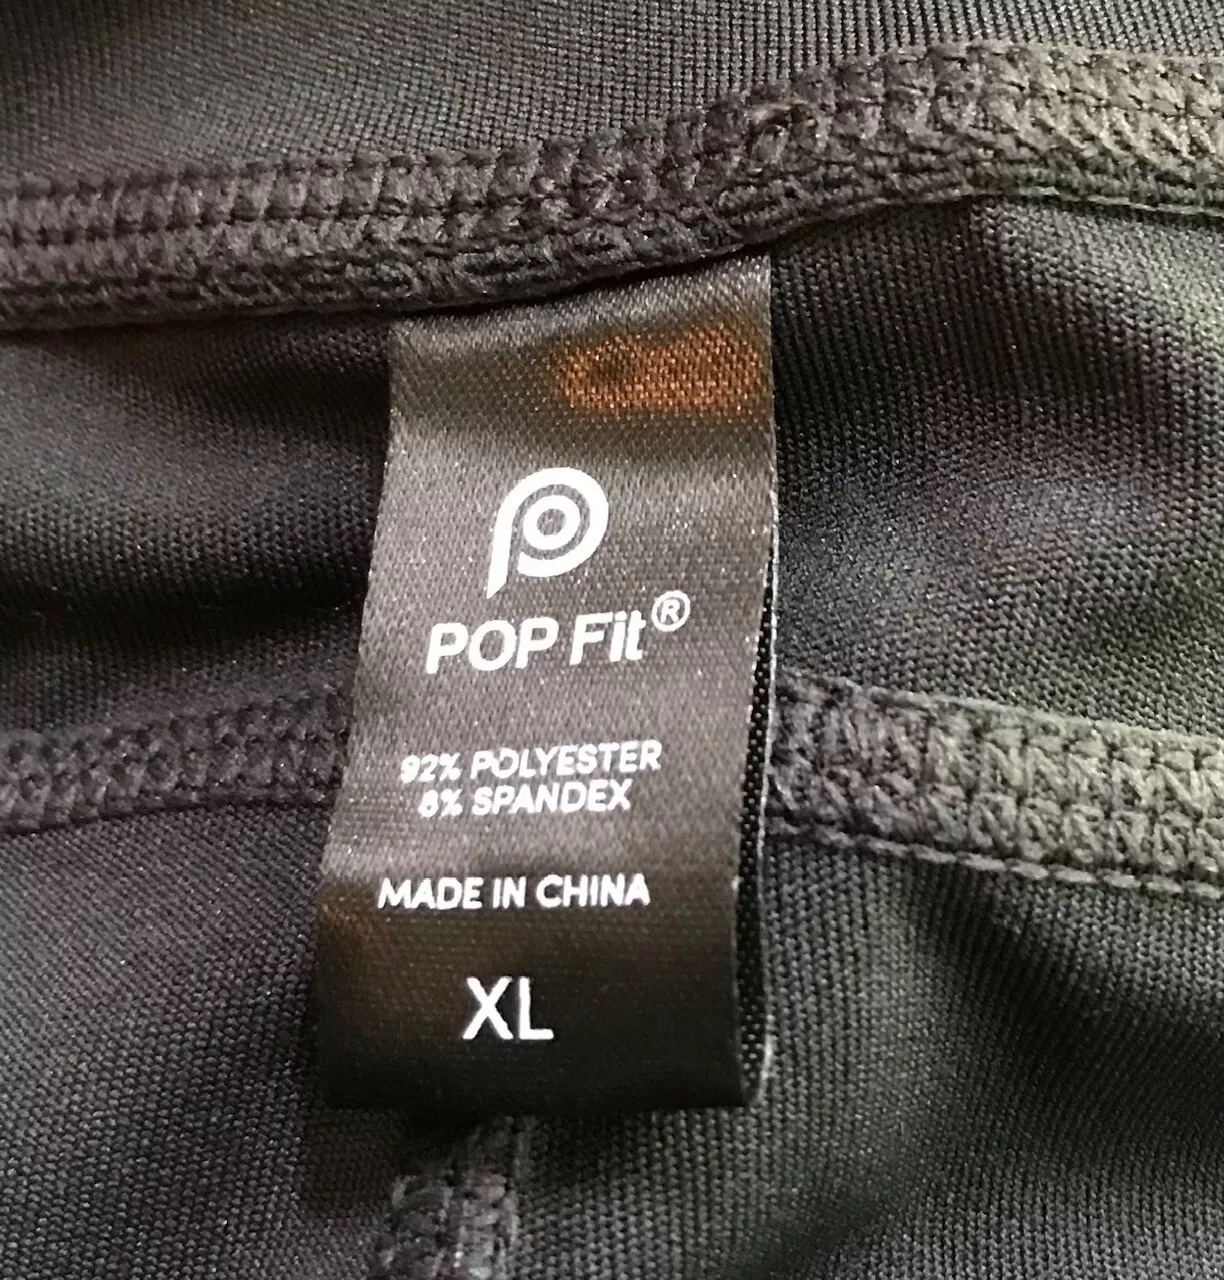 POP Fit®
92% POLYESTER
8% SPANDEX
MADE IN CHINA
XL